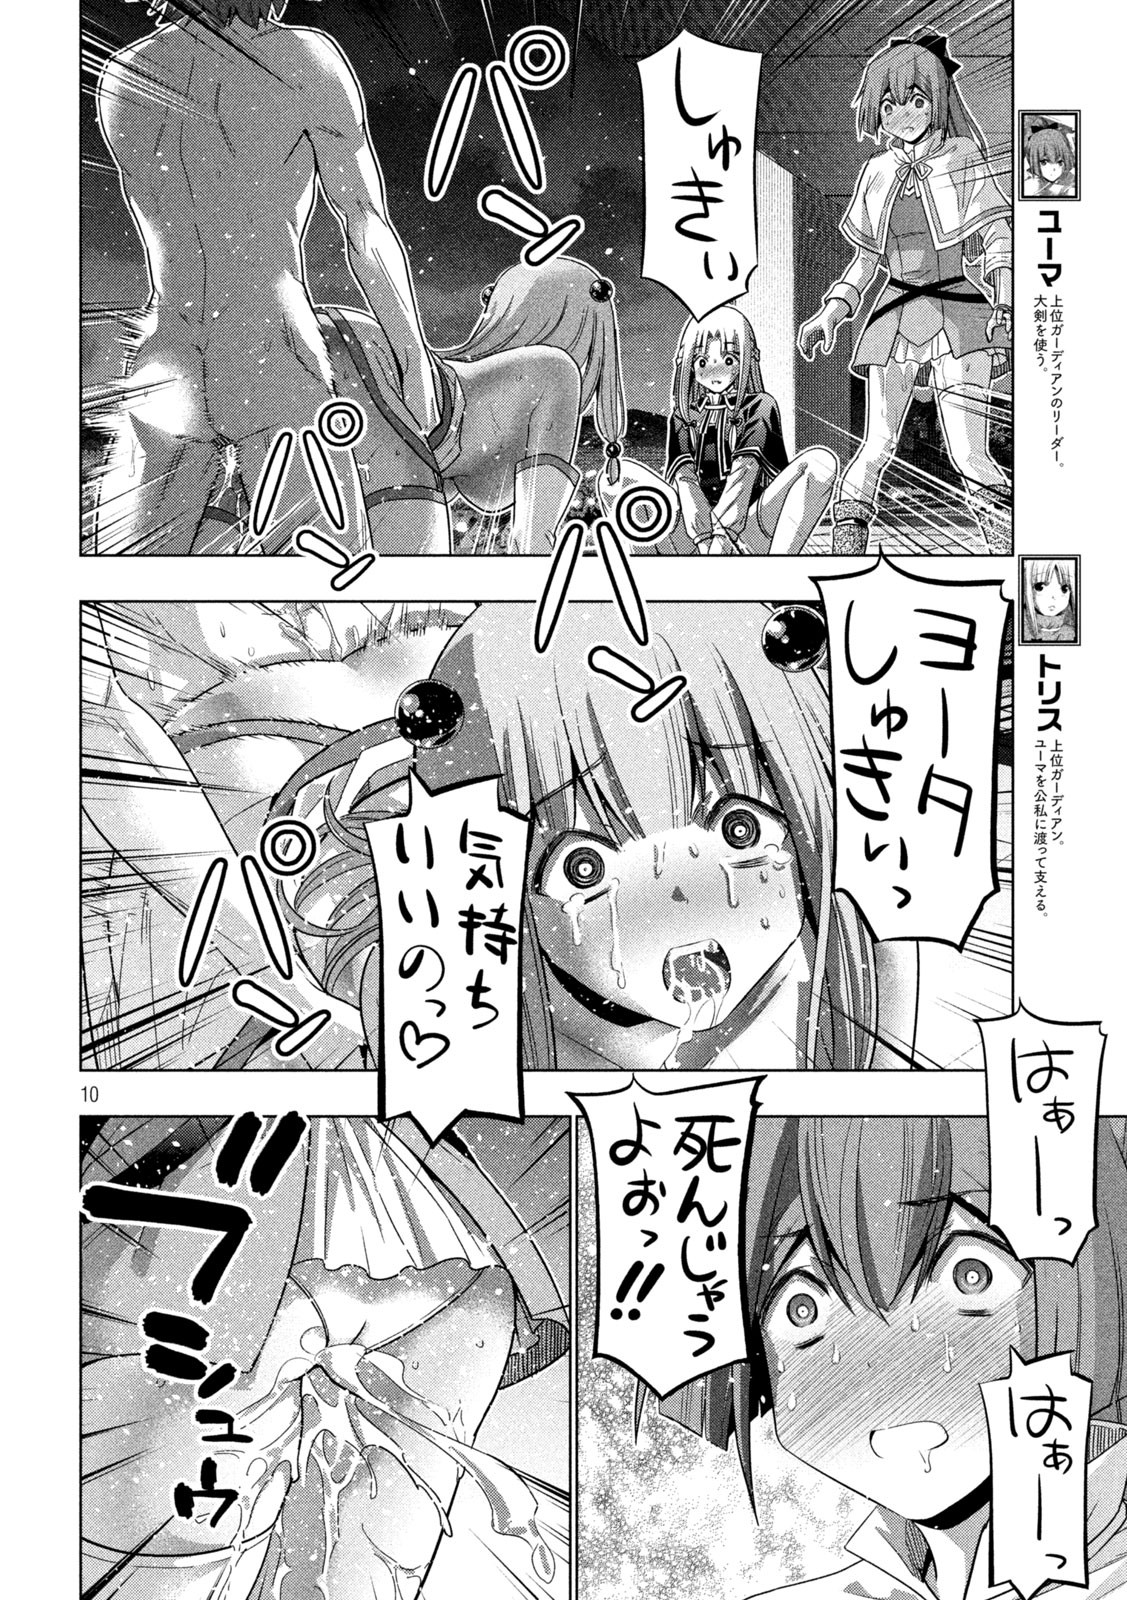 しゅきぃ
パンッ
パンッ
ユーマ
上位ガーディアンのリーダー。
大剣を使う。
ヨータ
しゅきぃっ
気持ち
いいのっ♡
パンッ
トリス
上位ガーディアン。
ユーマを公私に渡って支える。
10
はぁーっ
死んじゃう
よぉっ!!
はぁーっ
ブシュゥ